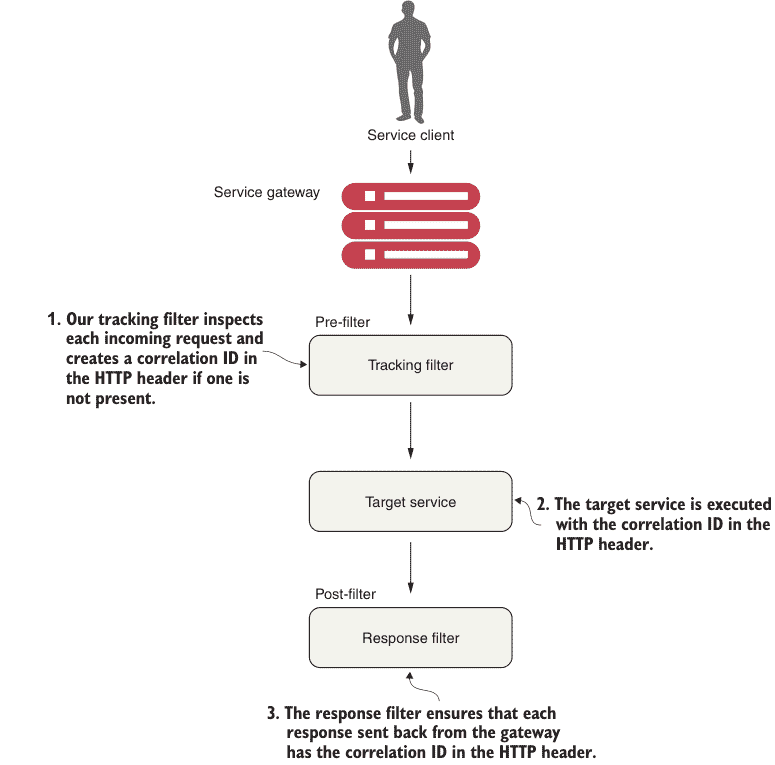 Service client
Service gateway
Pre-filter
1. Our tracking filter inspects
each incoming request and
creates a correlation ID in
the HTTP header if one is
not present.
Tracking filter
Target service
2. The target service is executed
with the correlation ID in the
HTTP header.
Post-filter
Response filter
3. The response filter ensures that each
response sent back from the gateway
has the correlation ID in the HTTP header.